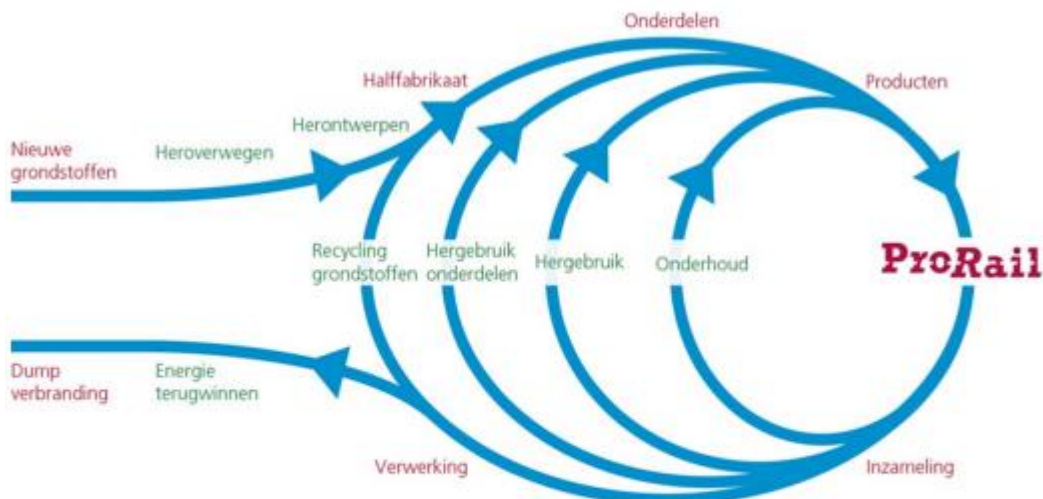 Onderdelen
Halffabrikaat
Producten
Herontwerpen
Nieuwe
grondstoffen
Heroverwegen
Recycling
grondstoffen
Hergebruik
onderdelen
Hergebruik
Onderhoud
ProRail
Dump
verbranding
Energie
terugwinnen
Verwerking
Inzameling